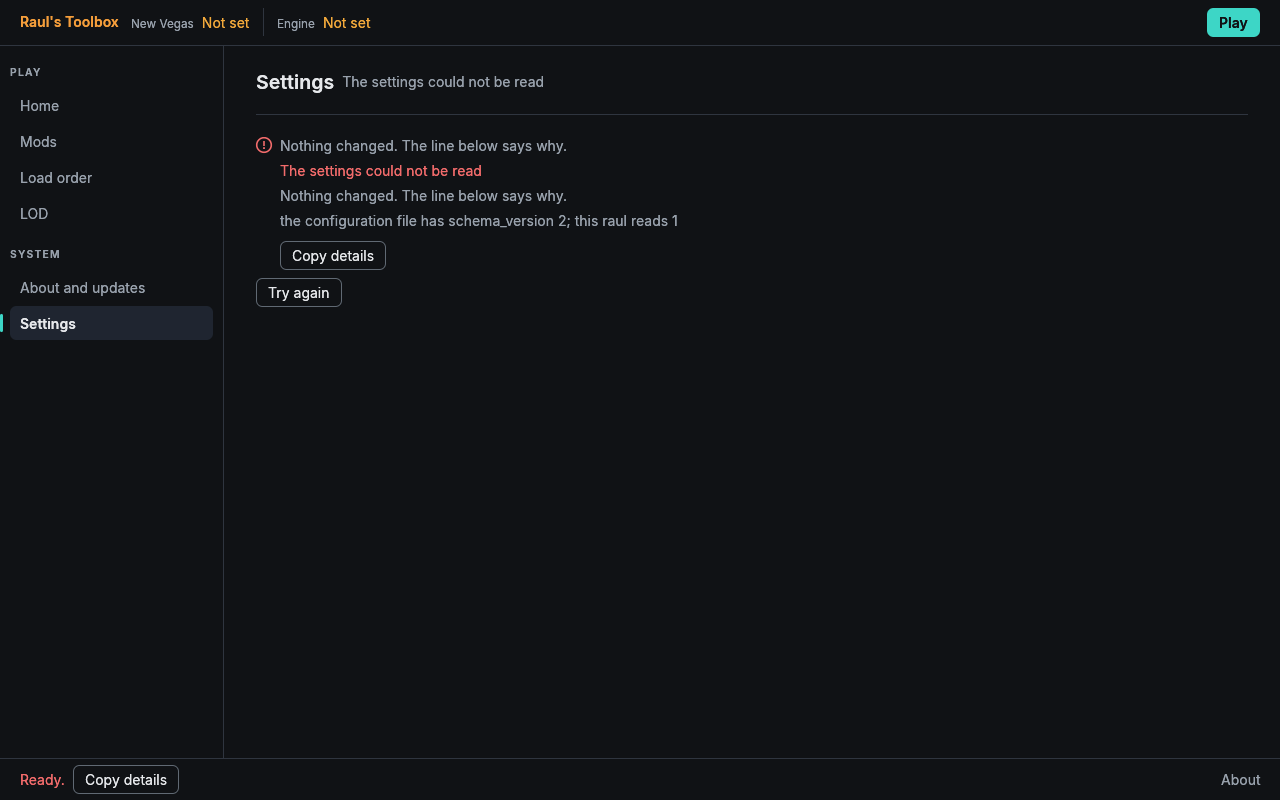 Raul's Toolbox New Vegas Not set Engine Not set Play
PLAY
Home
Mods
Load order
LOD
SYSTEM
About and updates
Settings
Settings The settings could not be read
Nothing changed. The line below says why.
The settings could not be read
Nothing changed. The line below says why.
the configuration file has schema_version 2; this raul reads 1
Copy details
Try again
Ready. Copy details About